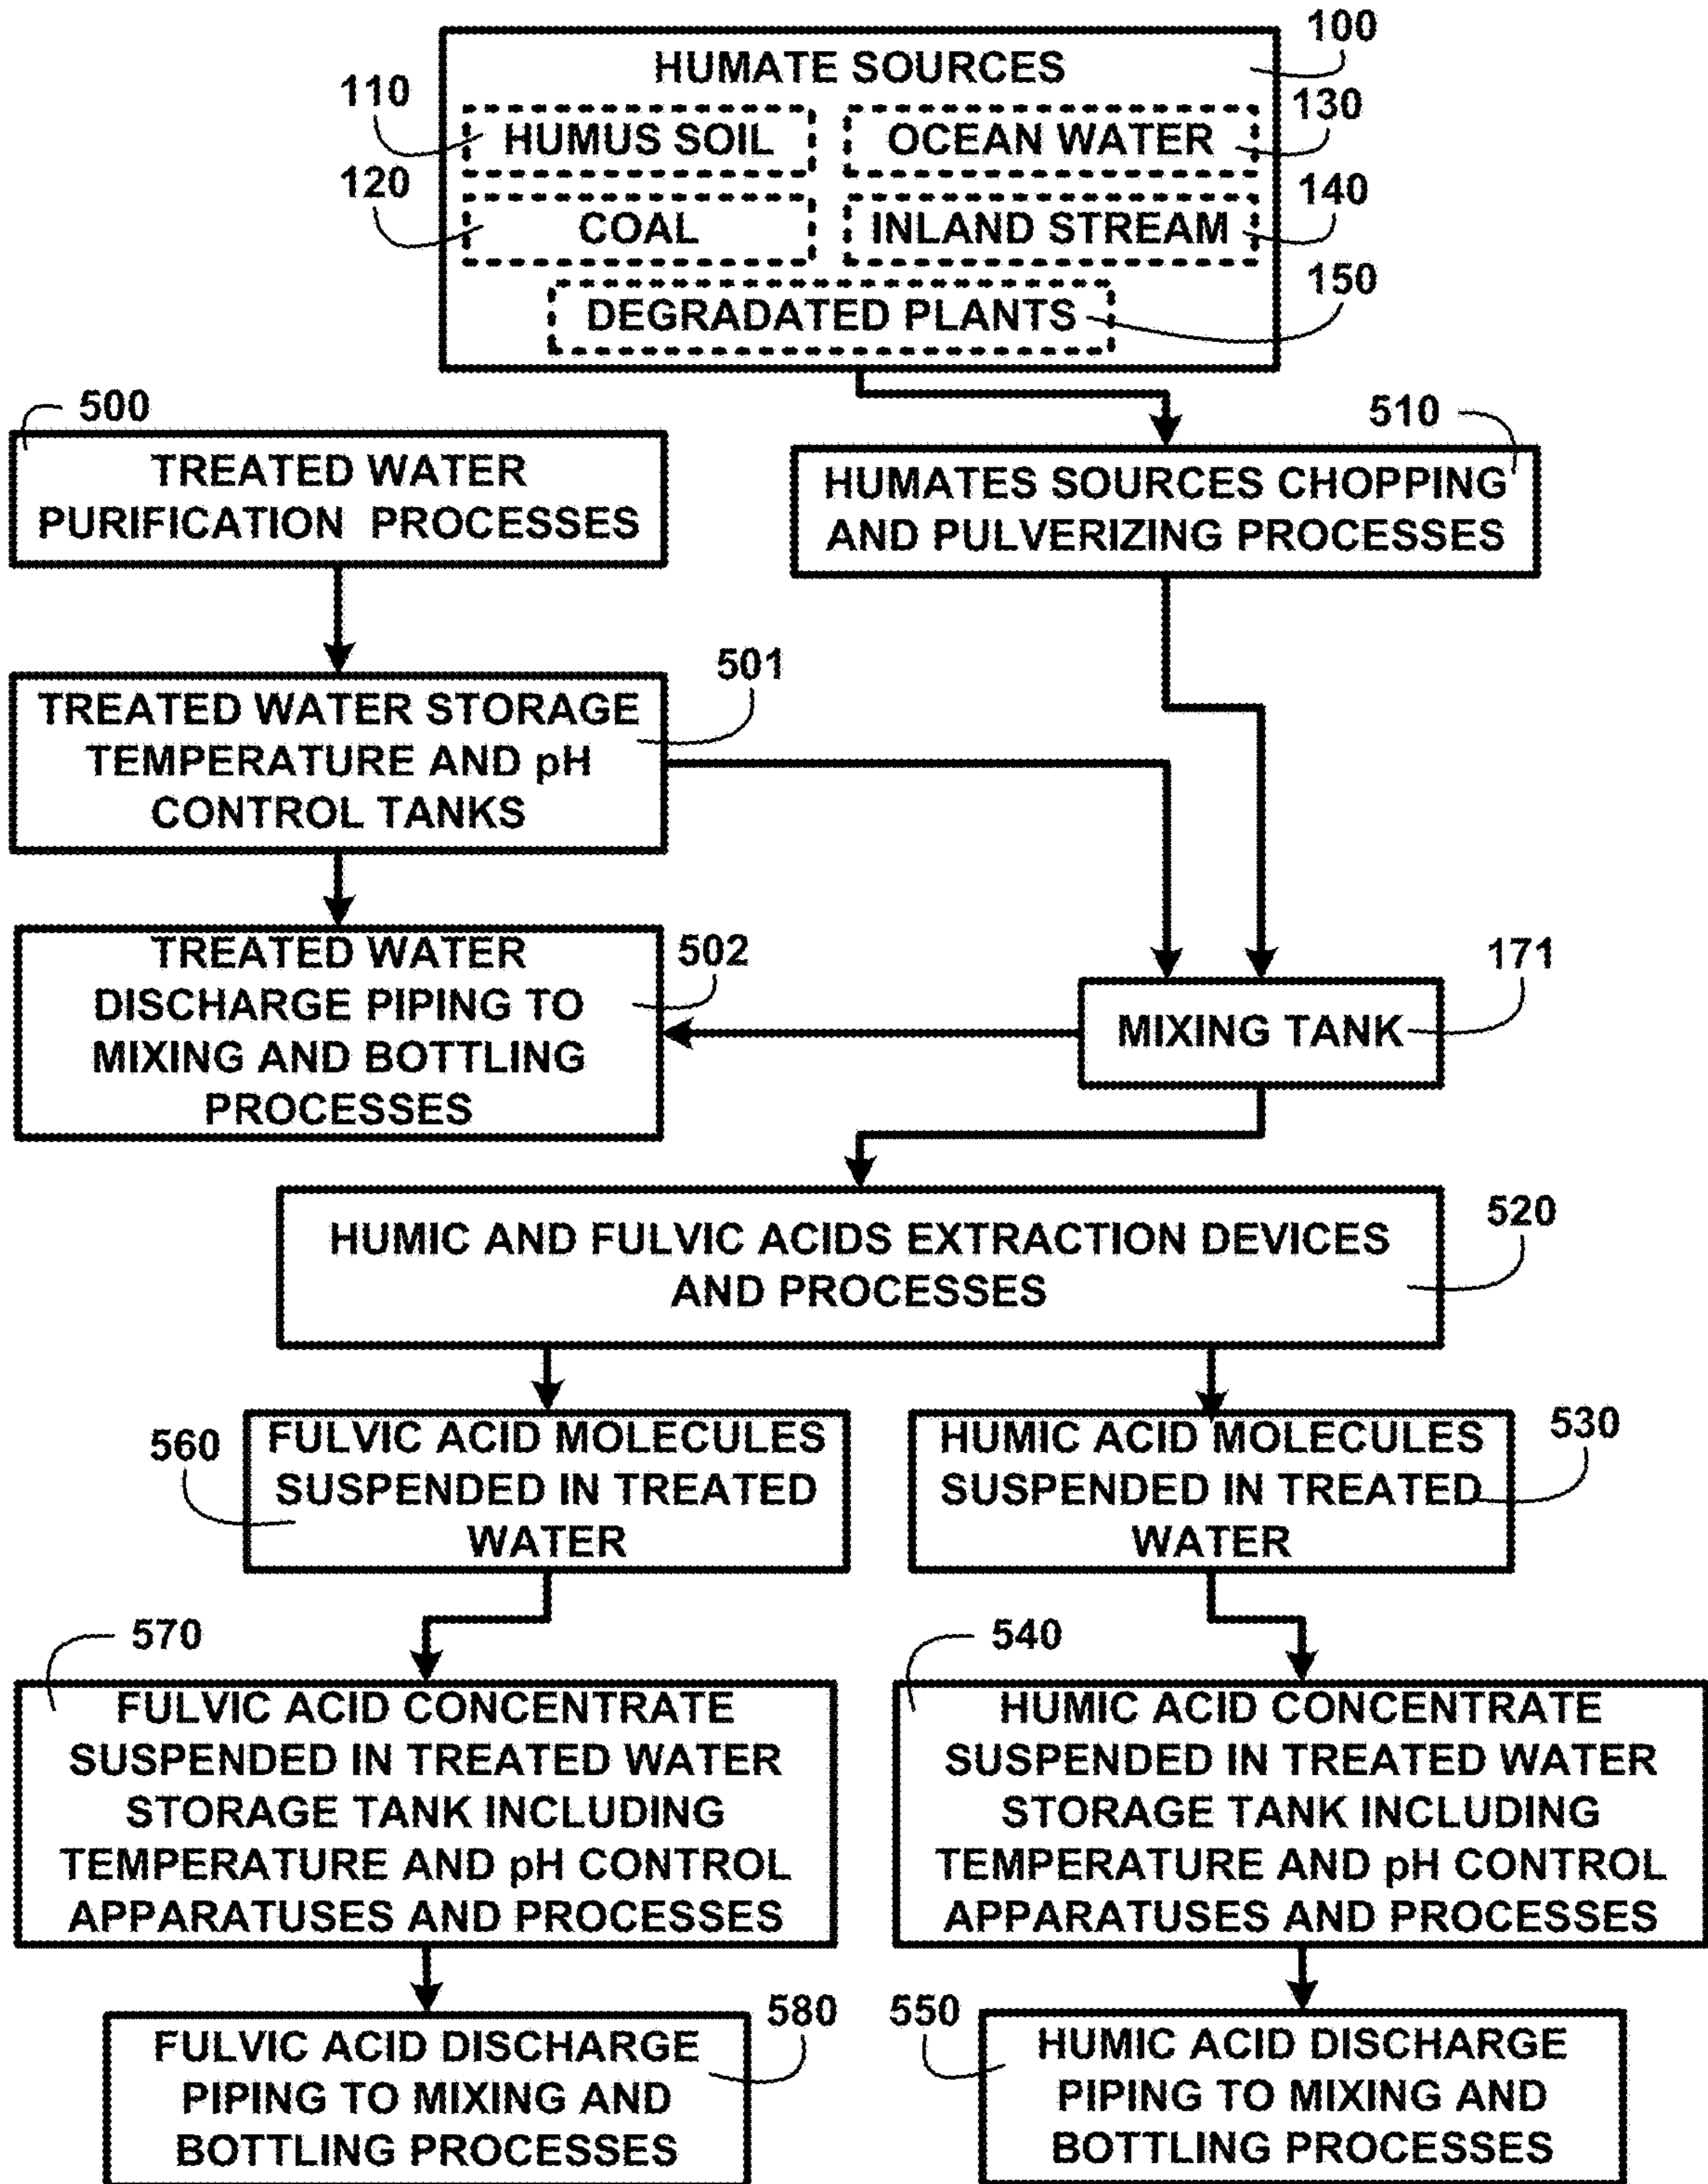 100
HUMATE SOURCES
110
130
HUMUS SOIL
OCEAN WATER
120
140
COAL
INLAND STREAM
150
DEGRADATED PLANTS
500
510
TREATED WATER
PURIFICATION PROCESSES
HUMATES SOURCES CHOPPING
AND PULVERIZING PROCESSES
501
TREATED WATER STORAGE
TEMPERATURE AND pH
CONTROL TANKS
502
TREATED WATER
DISCHARGE PIPING TO
MIXING AND BOTTLING
PROCESSES
171
MIXING TANK
520
HUMIC AND FULVIC ACIDS EXTRACTION DEVICES
AND PROCESSES
560
FULVIC ACID MOLECULES
SUSPENDED IN TREATED
WATER
530
HUMIC ACID MOLECULES
SUSPENDED IN TREATED
WATER
570
FULVIC ACID CONCENTRATE
SUSPENDED IN TREATED WATER
STORAGE TANK INCLUDING
TEMPERATURE AND pH CONTROL
APPARATUSES AND PROCESSES
540
HUMIC ACID CONCENTRATE
SUSPENDED IN TREATED WATER
STORAGE TANK INCLUDING
TEMPERATURE AND pH CONTROL
APPARATUSES AND PROCESSES
580
FULVIC ACID DISCHARGE
PIPING TO MIXING AND
BOTTLING PROCESSES
550
HUMIC ACID DISCHARGE
PIPING TO MIXING AND
BOTTLING PROCESSES